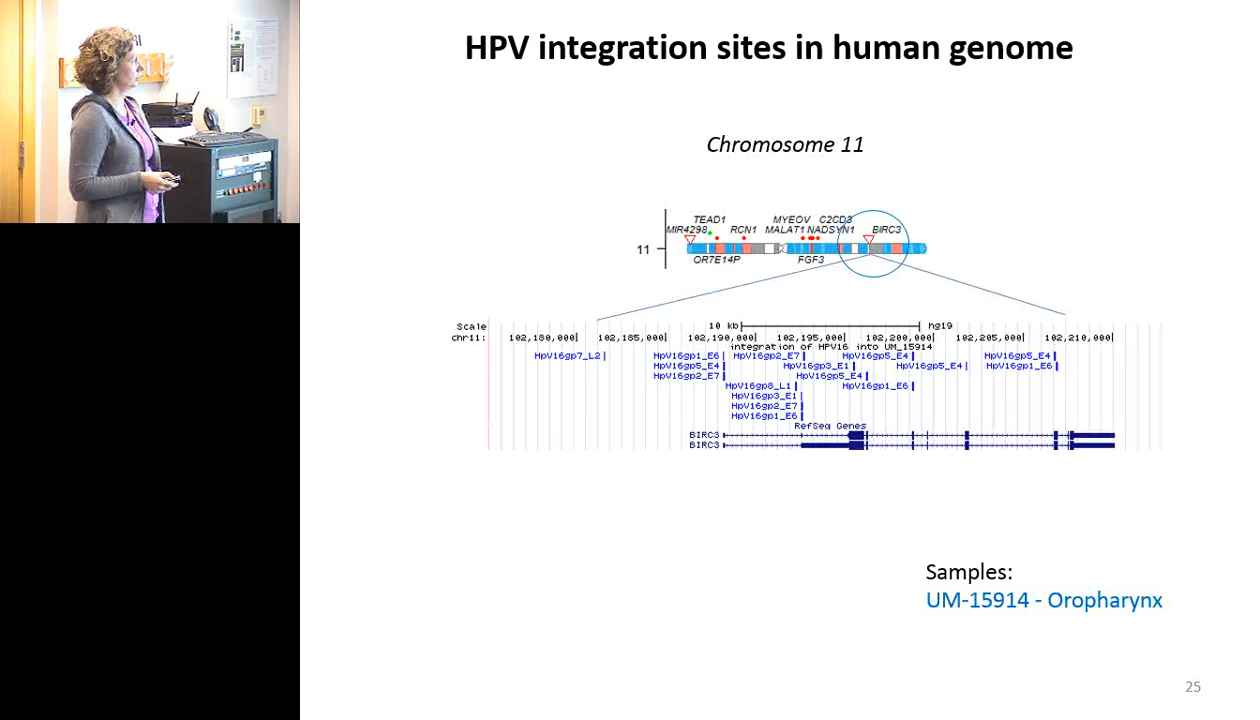 HPV integration sites in human genome
Chromosome 11
TEAD1 MYEOV C2CD3
MIR4298 RCN1 MALAT1 NADSYN1 BIRC3
11
OR7E14P FGF3
Scale 10 kb hg19
chr11: 102,180,000 102,185,000 102,190,000 102,195,000 102,200,000 102,205,000 102,210,000
integration of HPV16 into UM_15914
HpV16gp7_L2 HpV16gp1_E6 HpV16gp2_E7 HpV16gp5_E4 HpV16gp5_E4
HpV16gp5_E4 HpV16gp3_E1 HpV16gp5_E4 HpV16gp1_E6
HpV16gp2_E7 HpV16gp5_E4
HpV16gp8_L1 HpV16gp1_E6
HpV16gp3_E1
HpV16gp2_E7
HpV16gp1_E6
RefSeq Genes
BIRC3
BIRC3
Samples:
UM-15914 - Oropharynx
25